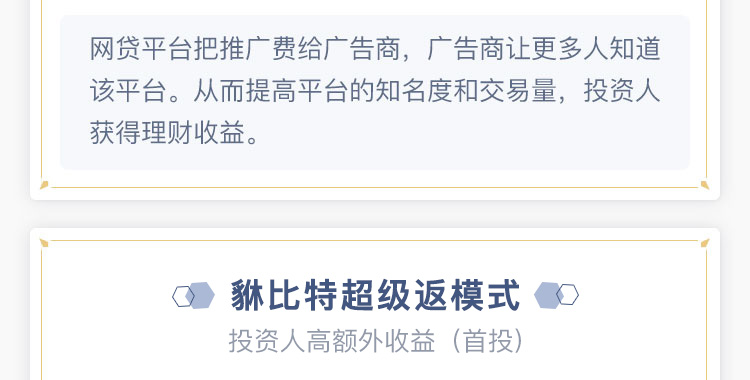 网贷平台把推广费给广告商，广告商让更多人知道
该平台。从而提高平台的知名度和交易量，投资人
获得理财收益。
貅比特超级返模式
投资人高额外收益（首投）